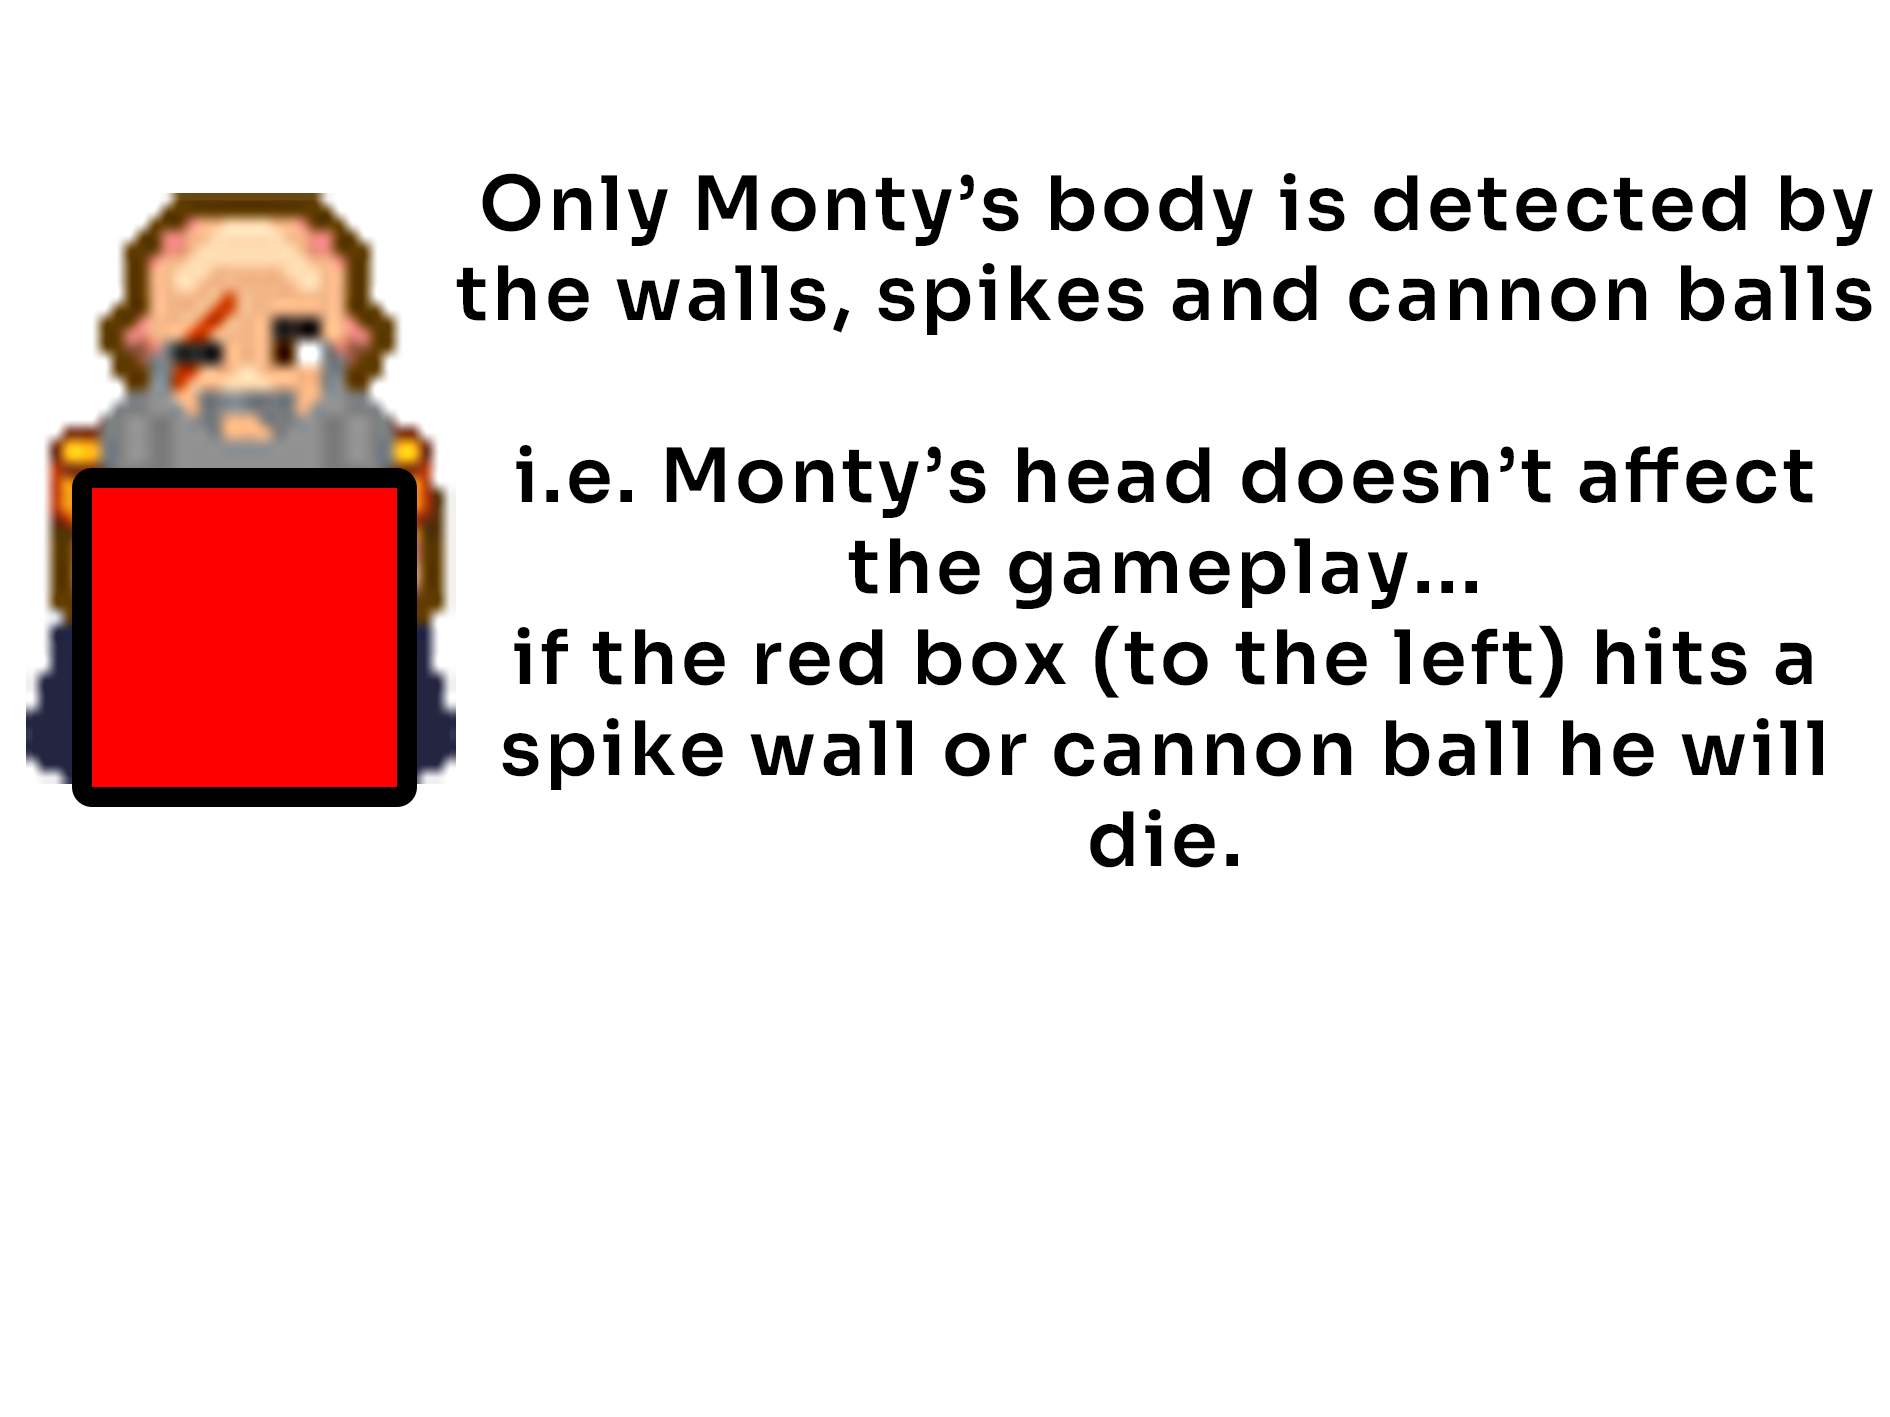 Only Monty’s body is detected by
the walls, spikes and cannon balls
i.e. Monty’s head doesn’t affect
the gameplay...
if the red box (to the left) hits a
spike wall or cannon ball he will
die.